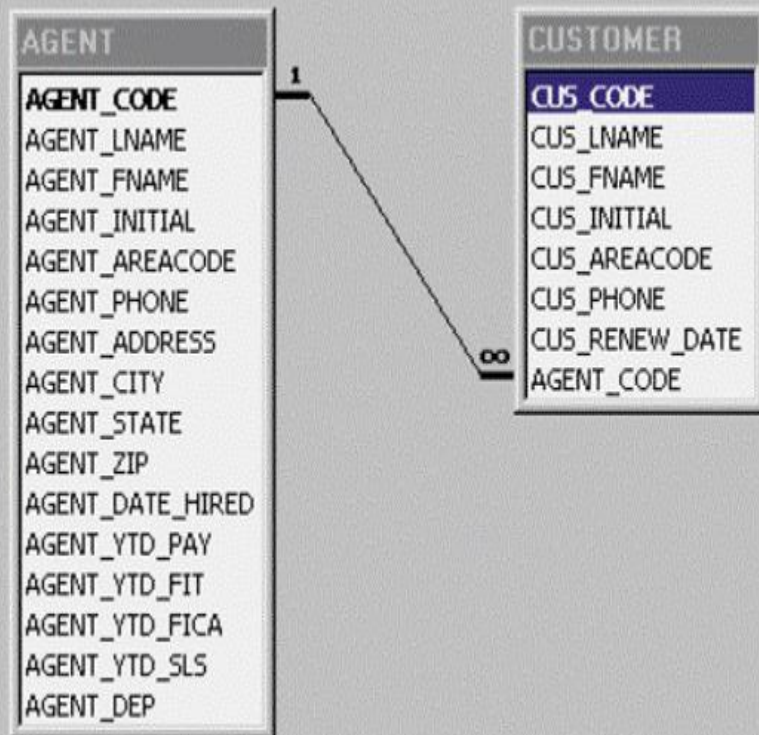 AGENT
AGENT_CODE
AGENT_LNAME
AGENT_FNAME
AGENT_INITIAL
AGENT_AREACODE
AGENT_PHONE
AGENT_ADDRESS
AGENT_CITY
AGENT_STATE
AGENT_ZIP
AGENT_DATE_HIRED
AGENT_YTD_PAY
AGENT_YTD_FIT
AGENT_YTD_FICA
AGENT_YTD_SLS
AGENT_DEP
1
∞
CUSTOMER
CUS_CODE
CUS_LNAME
CUS_FNAME
CUS_INITIAL
CUS_AREACODE
CUS_PHONE
CUS_RENEW_DATE
AGENT_CODE